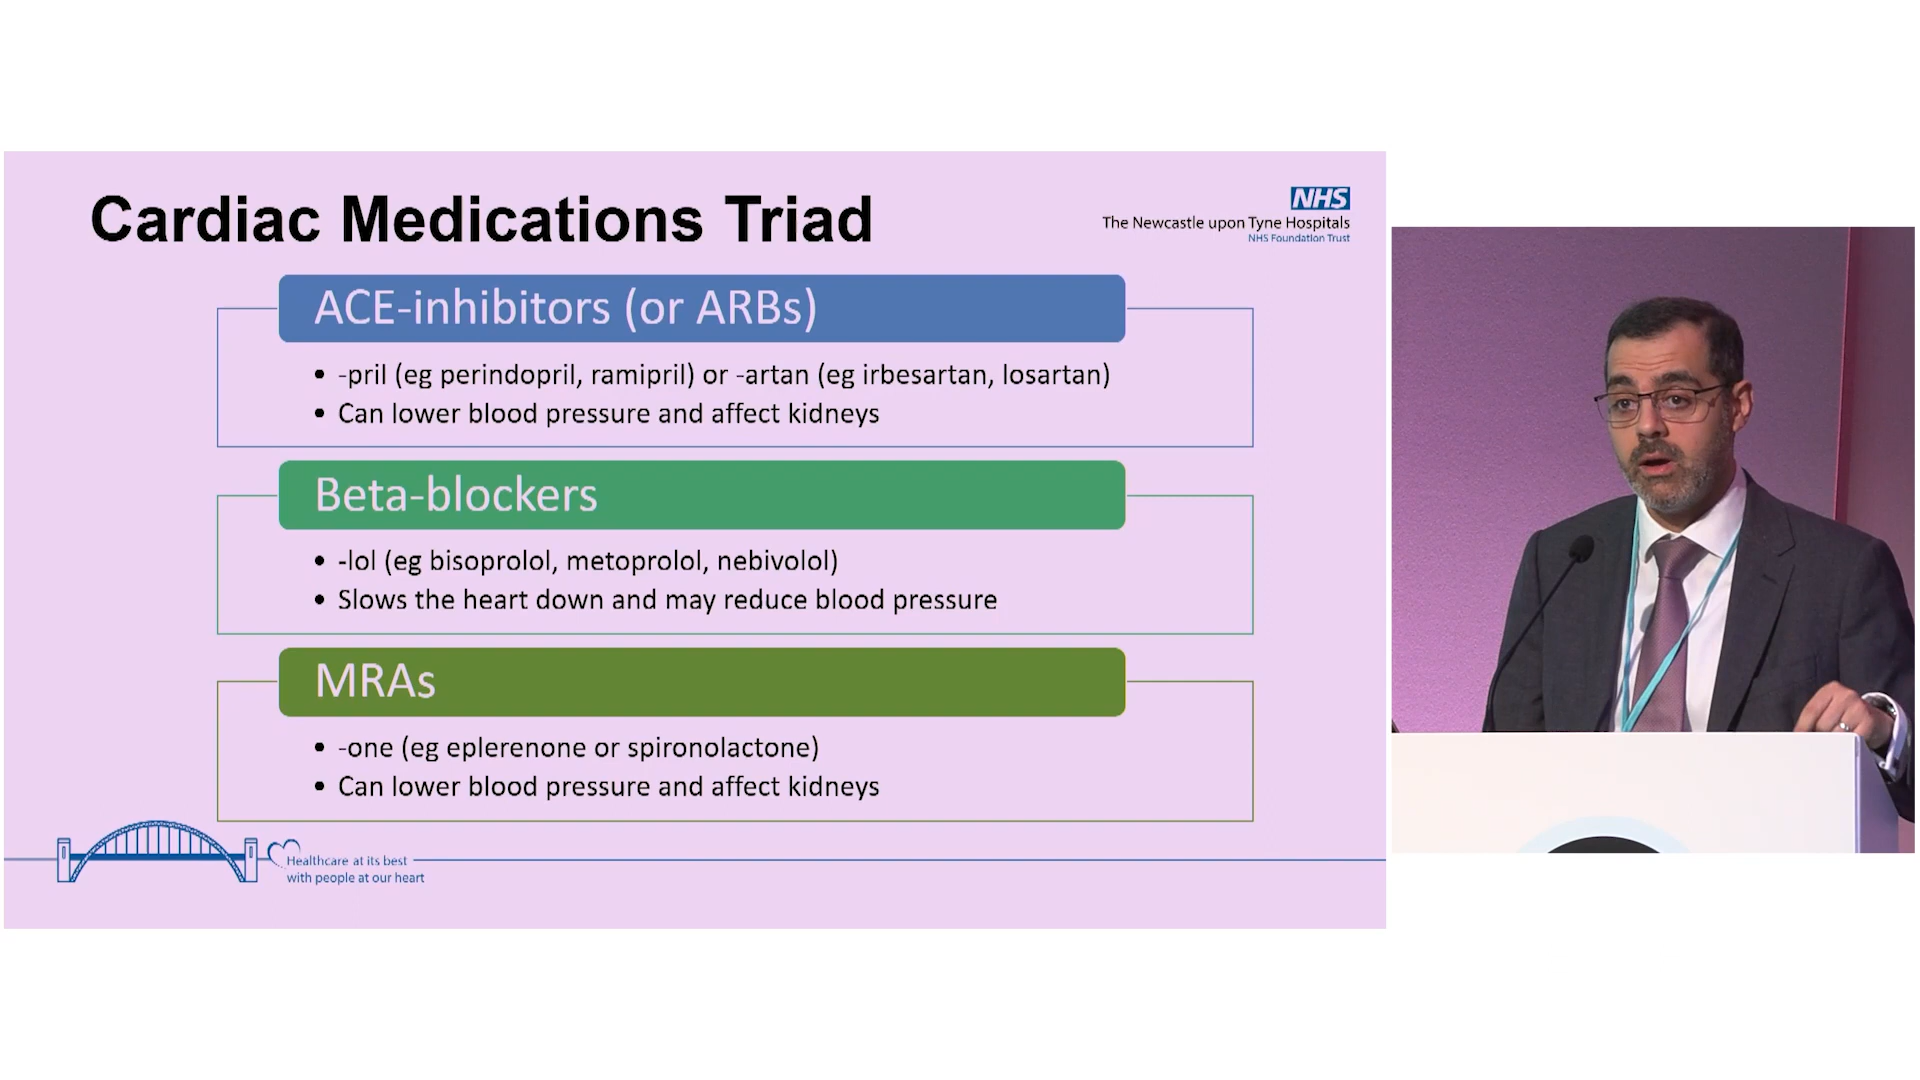 Cardiac Medications Triad
NHS
The Newcastle upon Tyne Hospitals
NHS Foundation Trust
ACE-inhibitors (or ARBs)
• -pril (eg perindopril, ramipril) or -artan (eg irbesartan, losartan)
• Can lower blood pressure and affect kidneys
Beta-blockers
• -lol (eg bisoprolol, metoprolol, nebivolol)
• Slows the heart down and may reduce blood pressure
MRAs
• -one (eg eplerenone or spironolactone)
• Can lower blood pressure and affect kidneys
Healthcare at its best
with people at our heart